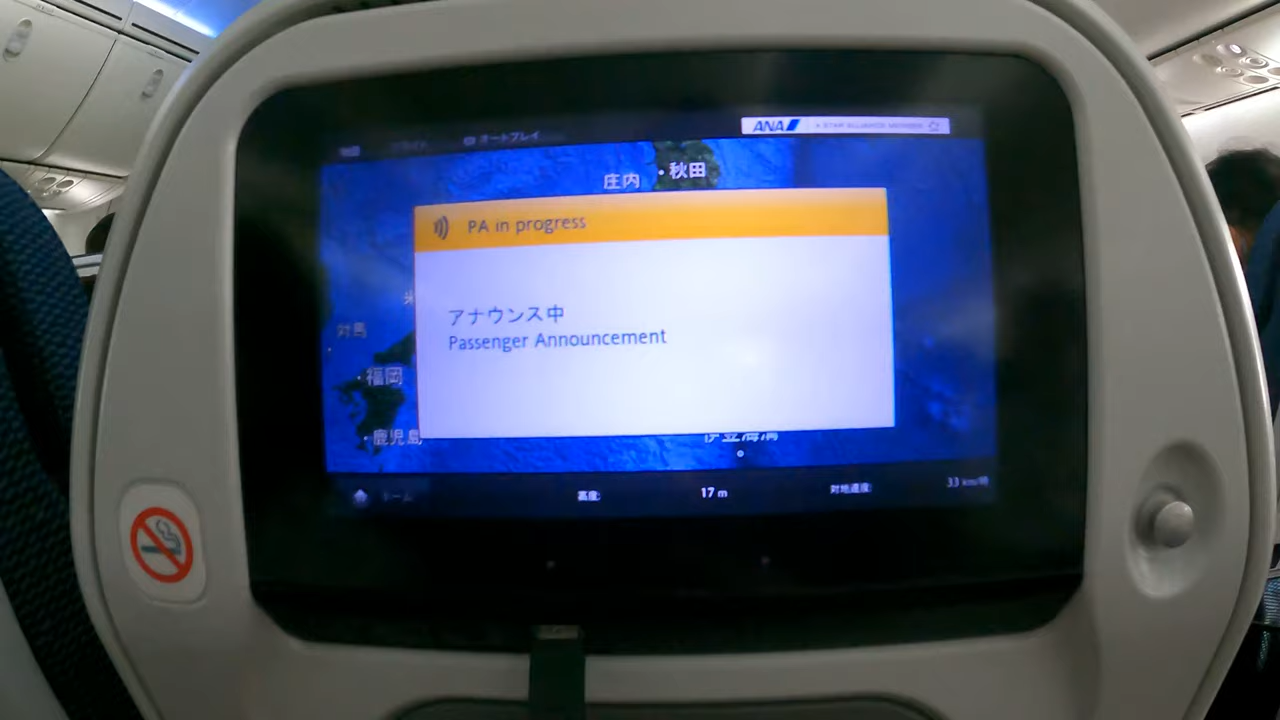 オートプレイ
ANA
A STAR ALLIANCE MEMBER
庄内
・秋田
PA in progress
アナウンス中
Passenger Announcement
対馬
・福岡
・鹿児島
ホーム
高度:
17 m
対地速度:
33 km/時